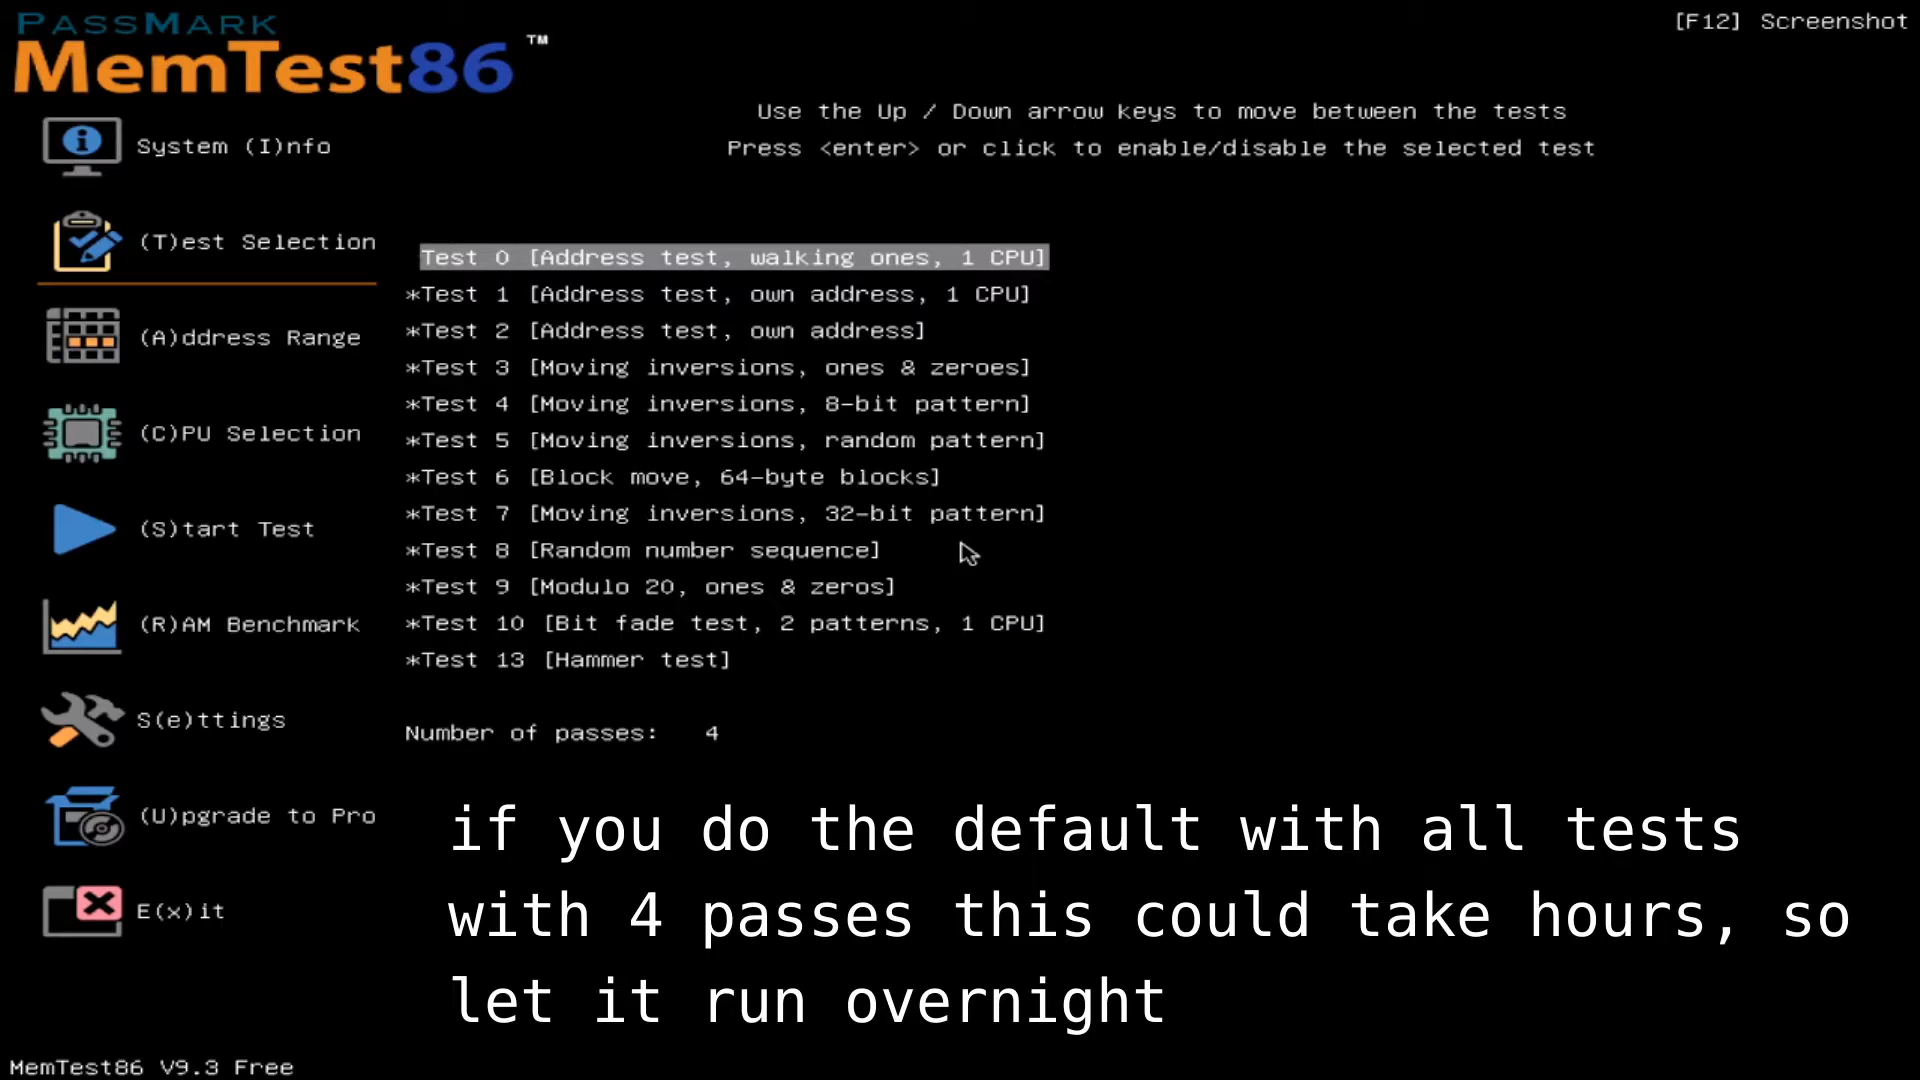 PASSMARK
MemTest86™
[F12] Screenshot
Use the Up / Down arrow keys to move between the tests
Press <enter> or click to enable/disable the selected test
System (I)nfo
(T)est Selection
(A)ddress Range
(C)PU Selection
(S)tart Test
(R)AM Benchmark
S(e)ttings
(U)pgrade to Pro
E(x)it
Test 0 [Address test, walking ones, 1 CPU]
*Test 1 [Address test, own address, 1 CPU]
*Test 2 [Address test, own address]
*Test 3 [Moving inversions, ones & zeroes]
*Test 4 [Moving inversions, 8-bit pattern]
*Test 5 [Moving inversions, random pattern]
*Test 6 [Block move, 64-byte blocks]
*Test 7 [Moving inversions, 32-bit pattern]
*Test 8 [Random number sequence]
*Test 9 [Modulo 20, ones & zeros]
*Test 10 [Bit fade test, 2 patterns, 1 CPU]
*Test 13 [Hammer test]
Number of passes: 4
if you do the default with all tests
with 4 passes this could take hours, so
let it run overnight
MemTest86 V9.3 Free